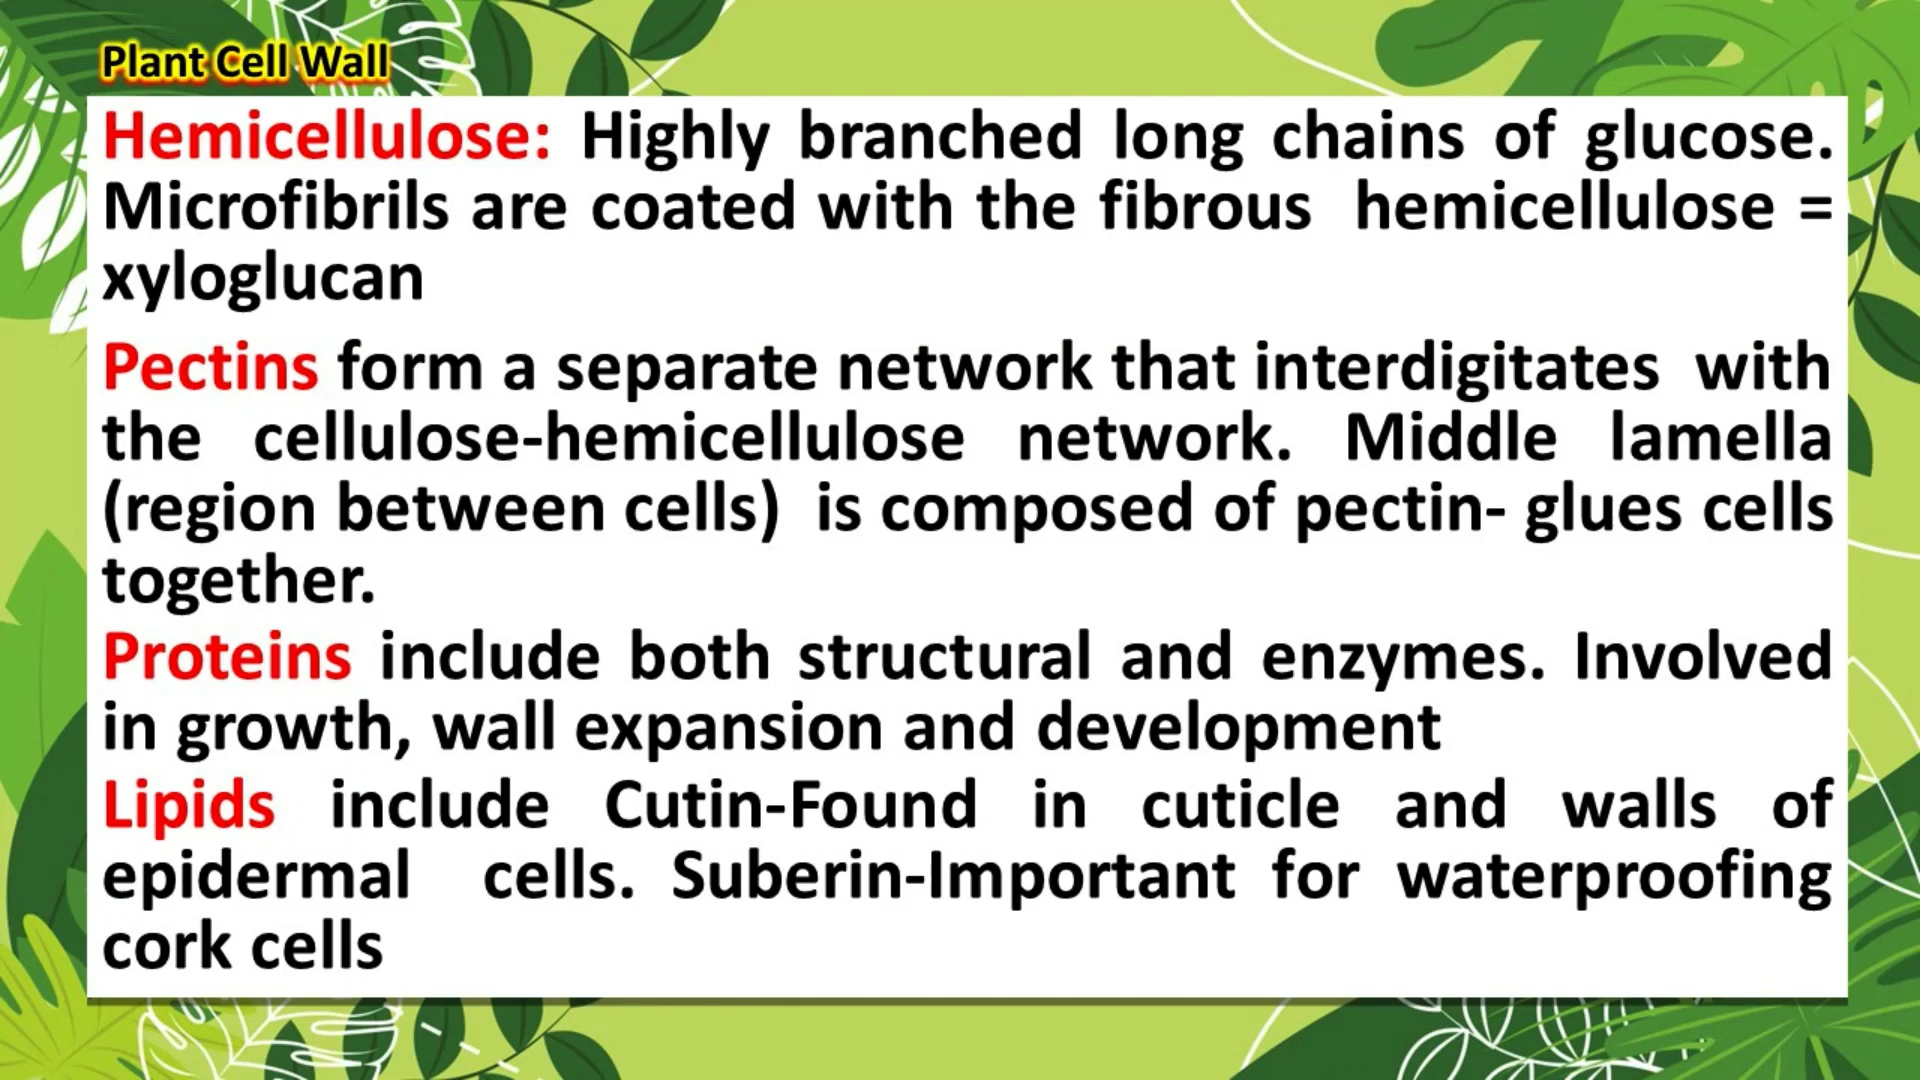 Plant Cell Wall
Hemicellulose: Highly branched long chains of glucose.
Microfibrils are coated with the fibrous hemicellulose =
xyloglucan
Pectins form a separate network that interdigitates with
the cellulose-hemicellulose network. Middle lamella
(region between cells) is composed of pectin- glues cells
together.
Proteins include both structural and enzymes. Involved
in growth, wall expansion and development
Lipids include Cutin-Found in cuticle and walls of
epidermal cells. Suberin-Important for waterproofing
cork cells